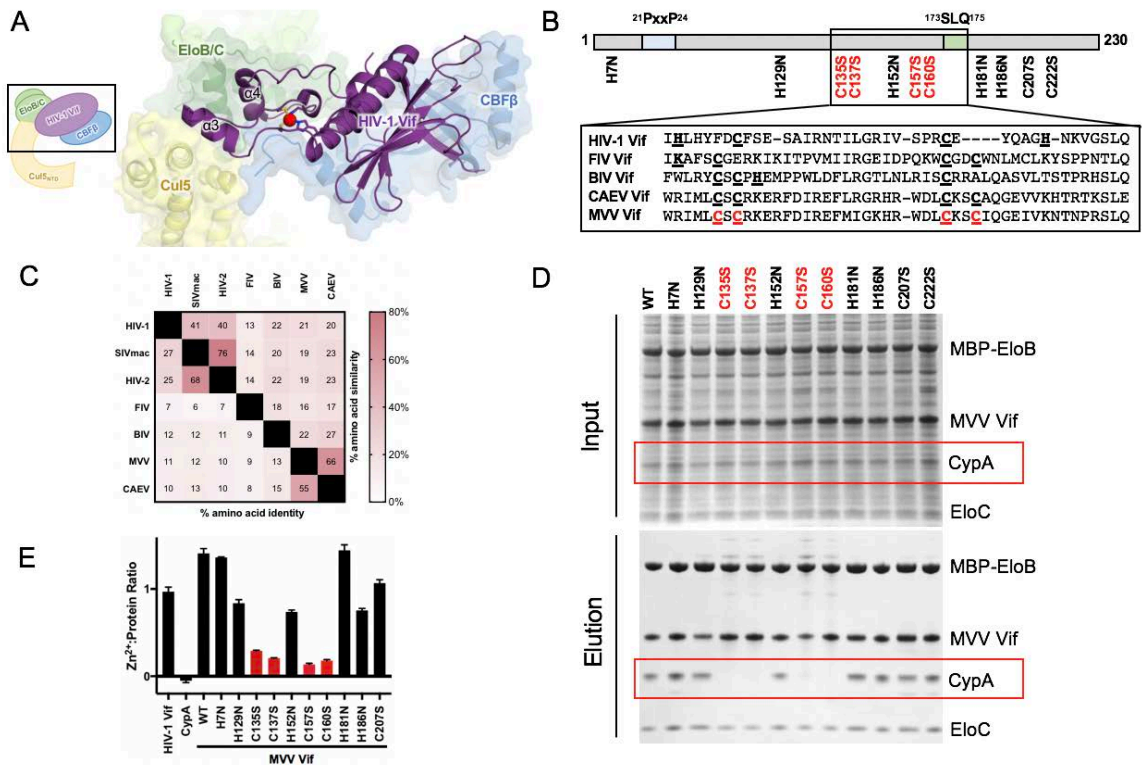 A
EloB/C
α4
α3
HIV-1 Vif
CBFβ
Cul5
EloB/C
HIV-1 Vif
CBFβ
Cul5NTD
B
21PxxP24
173SLQ175
1
230
H7N
H129N
C135S
C137S
H152N
C157S
C160S
H181N
H186N
C207S
C222S
HIV-1 Vif IHLHYFDCFSE-SAIRNTILGRIV-SPRCE----YQAGH-NKVGSLQ
FIV Vif IKAFSCGERKIKITPVMIIRGEIDPQKWCGDCWNLMCLKYSPPNTLQ
BIV Vif FWLRYCSCPHEMPPWLDFLRGTLNLRISCRRALQASVLTSTPRHSLQ
CAEV Vif WRIMLCSCRKERFDIREFLIGKHR-WDLCKSCAQGEVVKHTRTKSLQ
MVV Vif WRIMLCSCRKERFDIREFMIGKHR-WDLCKSCIQGEIVKNTNPRSLQ
C
HIV-1 SIVmac HIV-2 FIV BIV MVV CAEV
HIV-1 41 40 13 22 21 20
SIVmac 27 76 14 20 19 23
HIV-2 25 68 14 22 19 23
FIV 7 6 7 18 16 17
BIV 12 12 11 9 22 27
MVV 11 12 10 9 13 66
CAEV 10 13 10 8 15 55
% amino acid identity
% amino acid similarity
80%
60%
40%
20%
0%
D
WT H7N H129N C135S C137S H152N C157S C160S H181N H186N C207S C222S
Input
MBP-EloB
MVV Vif
CypA
EloC
Elution
MBP-EloB
MVV Vif
CypA
EloC
E
Zn2+:Protein Ratio
1
0
HIV-1 Vif CypA WT H7N H129N C135S C137S H152N C157S C160S H181N H186N C207S
MVV Vif